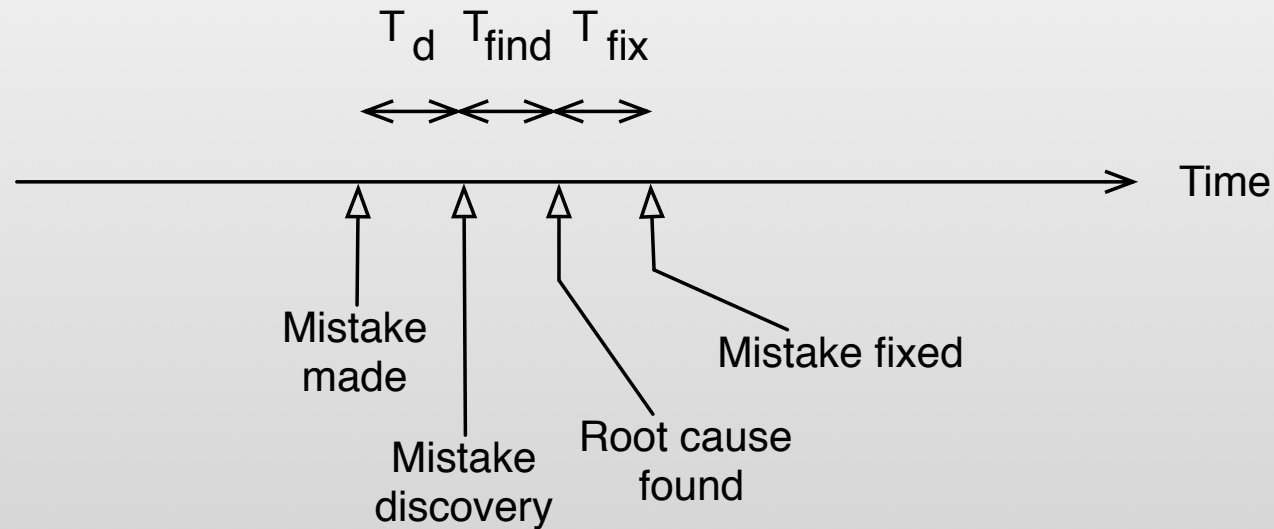 T d T find T fix
Time
Mistake
made
Mistake
discovery
Root cause
found
Mistake fixed